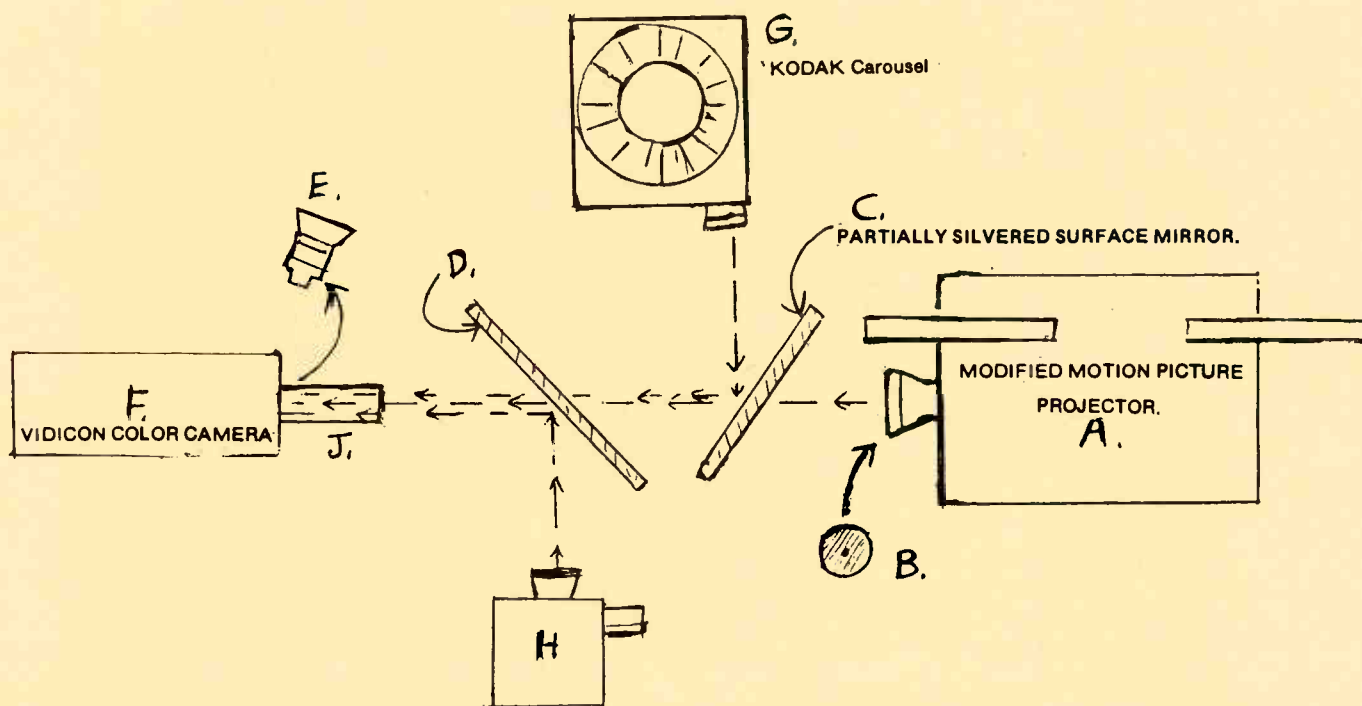 G.
KODAK Carousel
E.
C.
PARTIALLY SILVERED SURFACE MIRROR.
D.
MODIFIED MOTION PICTURE
PROJECTOR.
A.
F.
VIDICON COLOR CAMERA
J.
B.
H